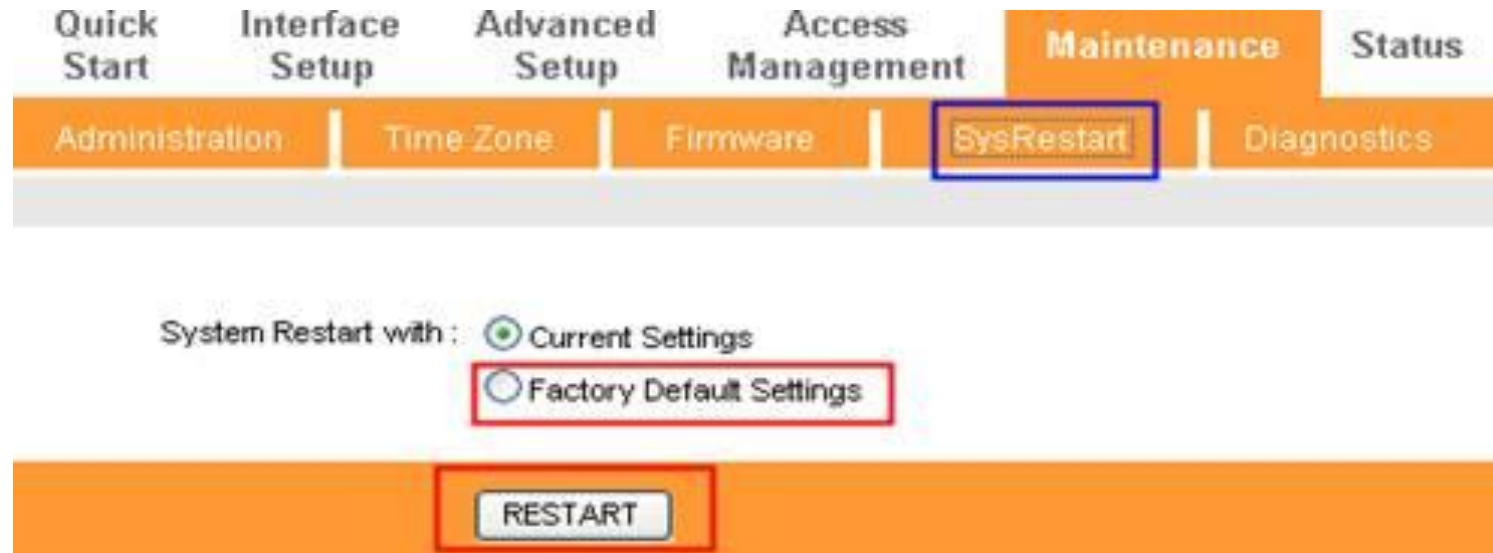 Quick Start Interface Setup Advanced Setup Access Management Maintenance Status
Administration Time Zone Firmware SysRestart Diagnostics
System Restart with : Current Settings
Factory Default Settings
RESTART